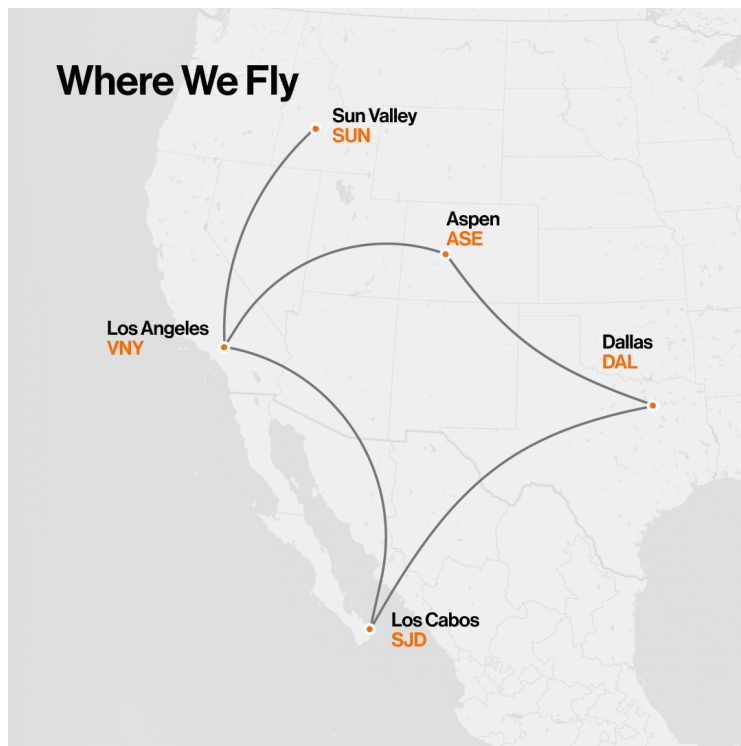 Where We Fly
Sun Valley
SUN
Aspen
ASE
Los Angeles
VNY
Dallas
DAL
Los Cabos
SJD